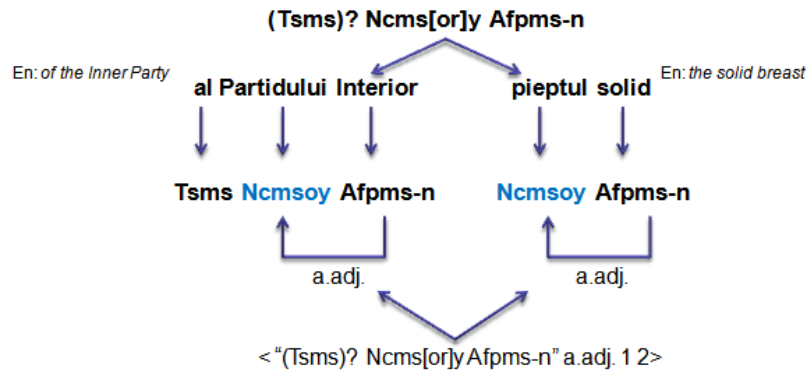 (Tsms)? Ncms[or]y Afpms-n
En: of the Inner Party
al Partidului Interior
pieptul solid
En: the solid breast
Tsms Ncmsoy Afpms-n
Ncmsoy Afpms-n
a.adj.
a.adj.
< “(Tsms)? Ncms[or]y Afpms-n” a.adj. 1 2>